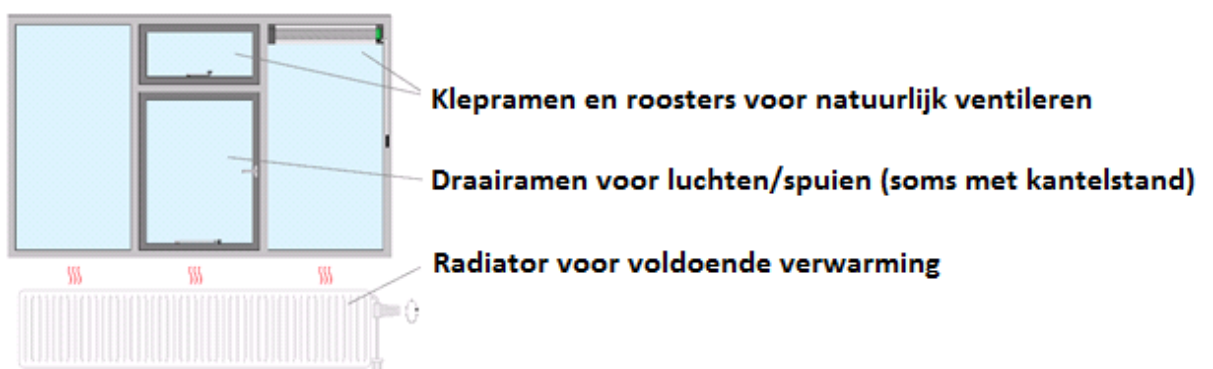 Klepramen en roosters voor natuurlijk ventileren
Draairamen voor luchten/spuien (soms met kantelstand)
Radiator voor voldoende verwarming